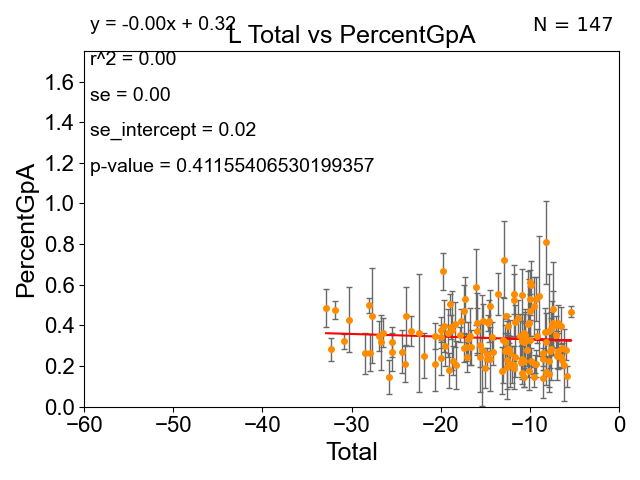 y = -0.00x + 0.32
N = 147
L Total vs PercentGpA
r^2 = 0.00
se = 0.00
se_intercept = 0.02
p-value = 0.41155406530199357
PercentGpA
1.6
1.4
1.2
1.0
0.8
0.6
0.4
0.2
0.0
−60 −50 −40 −30 −20 −10 0
Total